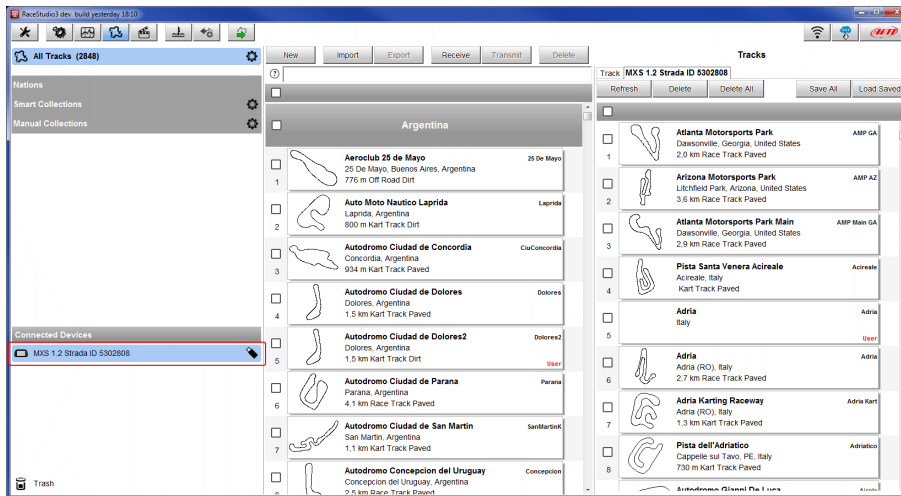 RaceStudio3 dev build yesterday 18:10
All Tracks (2848)
Nations
Smart Collections
Manual Collections
Connected Devices
MXS 1.2 Strada ID 5302808
Trash
New Import Export Receive Transmit Delete
Argentina
1
Aeroclub 25 de Mayo 25 De Mayo
25 De Mayo, Buenos Aires, Argentina
776 m Off Road Dirt
2
Auto Moto Nautico Laprida Laprida
Laprida, Argentina
800 m Kart Track Dirt
3
Autodromo Ciudad de Concordia CiuConcordia
Concordia, Argentina
934 m Kart Track Paved
4
Autodromo Ciudad de Dolores Dolores
Dolores, Argentina
1,5 km Kart Track Paved
5
Autodromo Ciudad de Dolores2 Dolores2
Dolores, Argentina
1,5 km Kart Track Dirt
User
6
Autodromo Ciudad de Parana Parana
Parana, Argentina
4,1 km Race Track Paved
7
Autodromo Ciudad de San Martin SanMartinK
San Martin, Argentina
1,1 km Kart Track Paved
8
Autodromo Concepcion del Uruguay Concepcion
Concepcion del Uruguay, Argentina
2,5 km Race Track Paved
AiM
Tracks
Track MXS 1.2 Strada ID 5302808
Refresh Delete Delete All Save All Load Saved
1
Atlanta Motorsports Park AMP GA
Dawsonville, Georgia, United States
2,0 km Race Track Paved
2
Arizona Motorsports Park AMP AZ
Litchfield Park, Arizona, United States
3,6 km Race Track Paved
3
Atlanta Motorsports Park Main AMP Main GA
Dawsonville, Georgia, United States
2,9 km Race Track Paved
4
Pista Santa Venera Acireale Acireale
Acireale, Italy
Kart Track Paved
5
Adria Adria
Italy
User
6
Adria Adria
Adria (RO), Italy
2,7 km Race Track Paved
7
Adria Karting Raceway Adria Kart
Adria (RO), Italy
1,3 km Kart Track Paved
8
Pista dell'Adriatico Adriatico
Cappelle sul Tavo, PE, Italy
730 m Kart Track Paved
Autodromo Gianni De Luca Airola